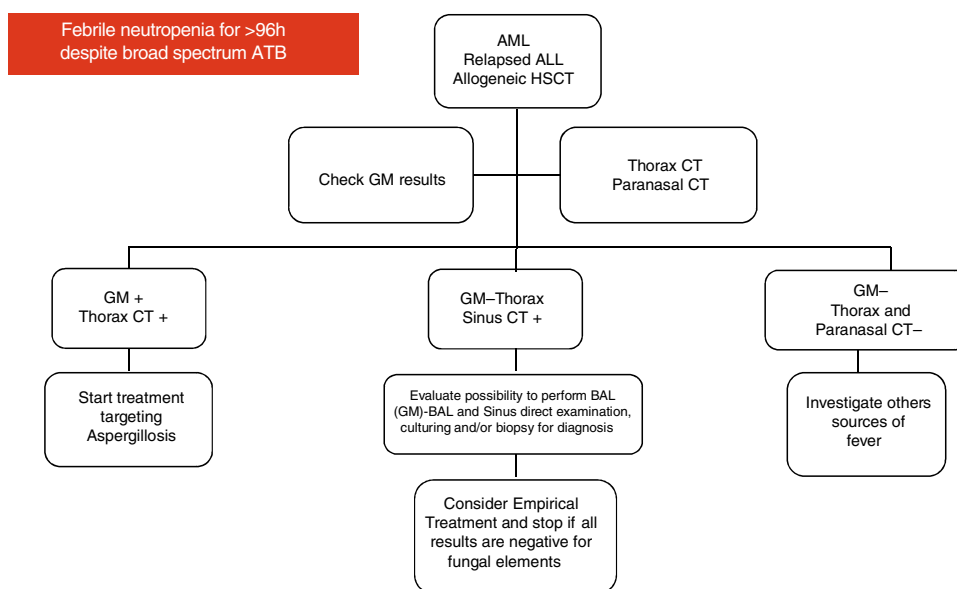 Febrile neutropenia for >96h
despite broad spectrum ATB
AML
Relapsed ALL
Allogeneic HSCT
Check GM results
Thorax CT
Paranasal CT
GM +
Thorax CT +
GM–Thorax
Sinus CT +
GM–
Thorax and
Paranasal CT–
Start treatment
targeting
Aspergillosis
Evaluate possibility to perform BAL
(GM)-BAL and Sinus direct examination,
culturing and/or biopsy for diagnosis
Investigate others
sources of
fever
Consider Empirical
Treatment and stop if all
results are negative for
fungal elements